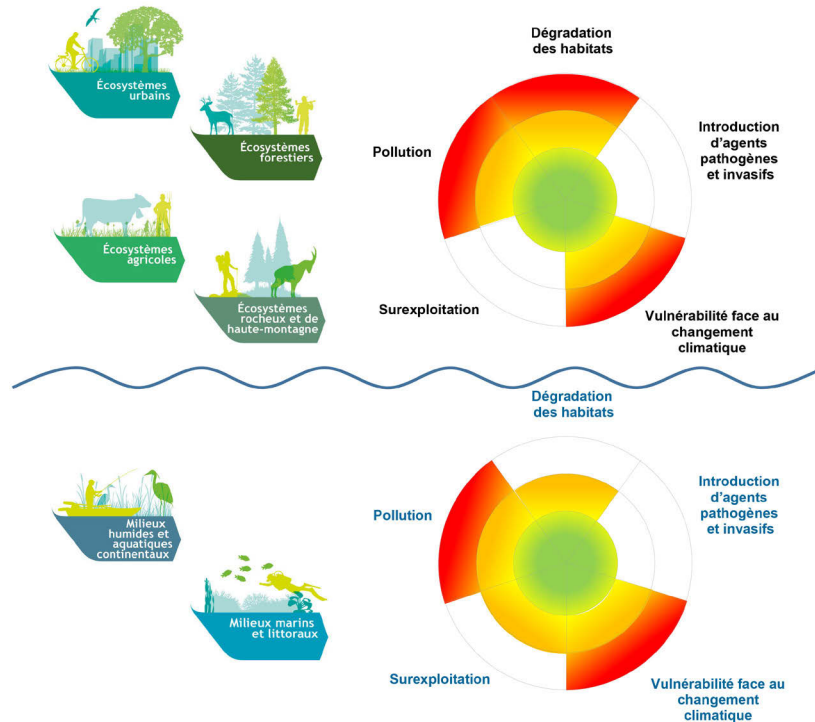 Écosystèmes
urbains
Écosystèmes
forestiers
Écosystèmes
agricoles
Écosystèmes
rocheux et de
haute-montagne
Dégradation
des habitats
Pollution
Introduction
d'agents
pathogènes
et invasifs
Surexploitation
Vulnérabilité face au
changement
climatique
Milieux
humides et
aquatiques
continentaux
Milieux marins
et littoraux
Dégradation
des habitats
Pollution
Introduction
d'agents
pathogènes
et invasifs
Surexploitation
Vulnérabilité face au
changement
climatique